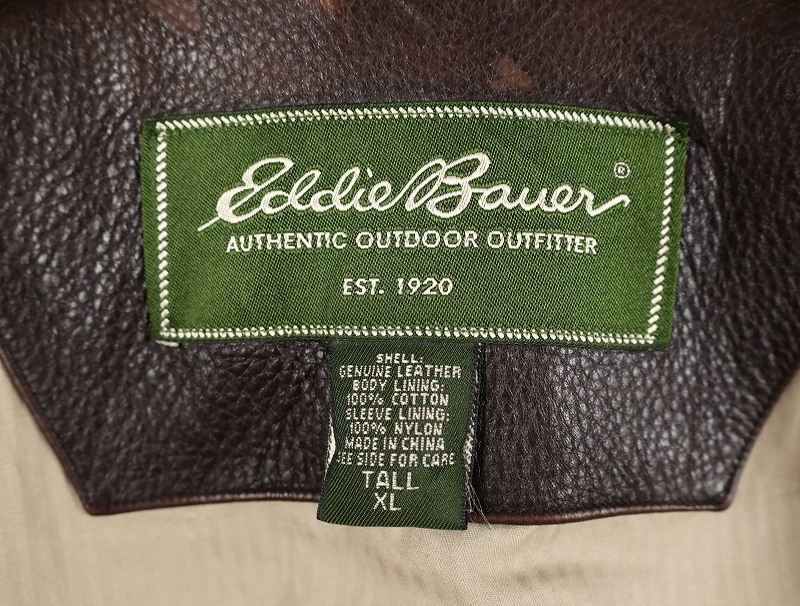 Eddie Bauer®
AUTHENTIC OUTDOOR OUTFITTER
EST. 1920
SHELL:
GENUINE LEATHER
BODY LINING:
100% COTTON
SLEEVE LINING:
100% NYLON
MADE IN CHINA
SEE SIDE FOR CARE
TALL
XL